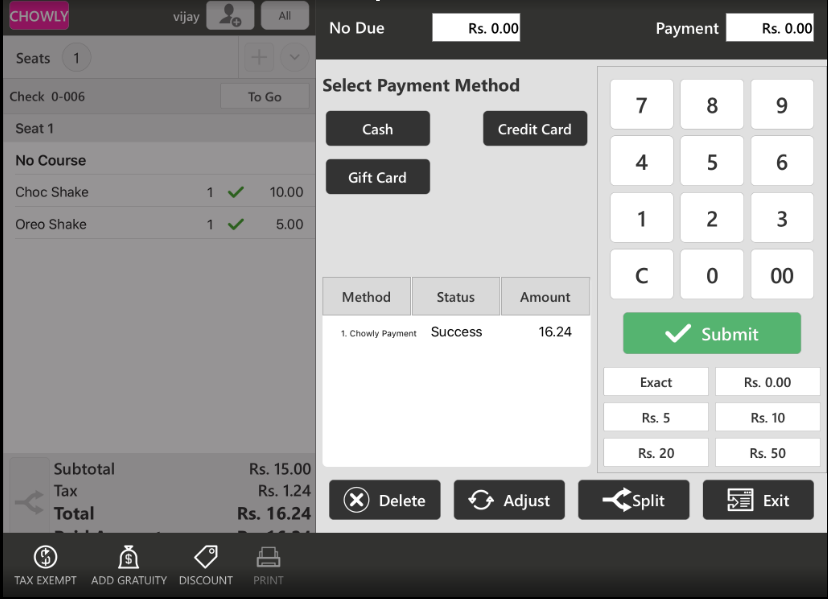 CHOWLY vijay All
Seats 1
Check 0-006 To Go
Seat 1
No Course
Choc Shake 1 10.00
Oreo Shake 1 5.00
Subtotal Rs. 15.00
Tax Rs. 1.24
Total Rs. 16.24
No Due Rs. 0.00 Payment Rs. 0.00
Select Payment Method
Cash Credit Card
Gift Card
Method Status Amount
1. Chowly Payment Success 16.24
7 8 9
4 5 6
1 2 3
C 0 00
Submit
Exact Rs. 0.00
Rs. 5 Rs. 10
Rs. 20 Rs. 50
Delete Adjust Split Exit
TAX EXEMPT ADD GRATUITY DISCOUNT PRINT